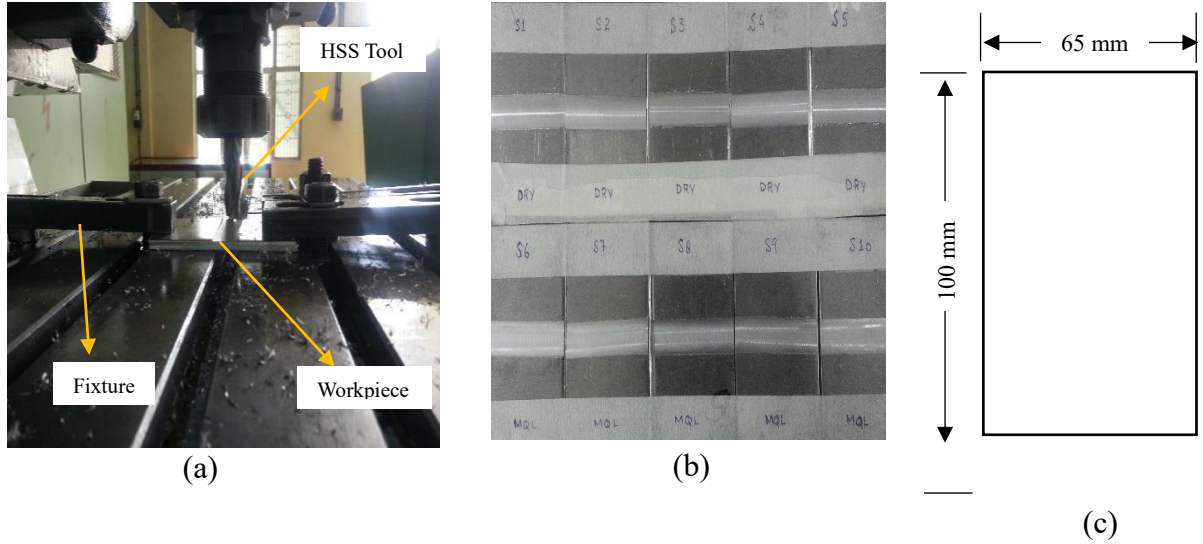 HSS Tool
Fixture
Workpiece
(a)
S1 S2 S3 S4 S5
DRY DRY DRY DRY DRY
S6 S7 S8 S9 S10
MQL MQL MQL MQL MQL
(b)
65 mm
100 mm
(c)